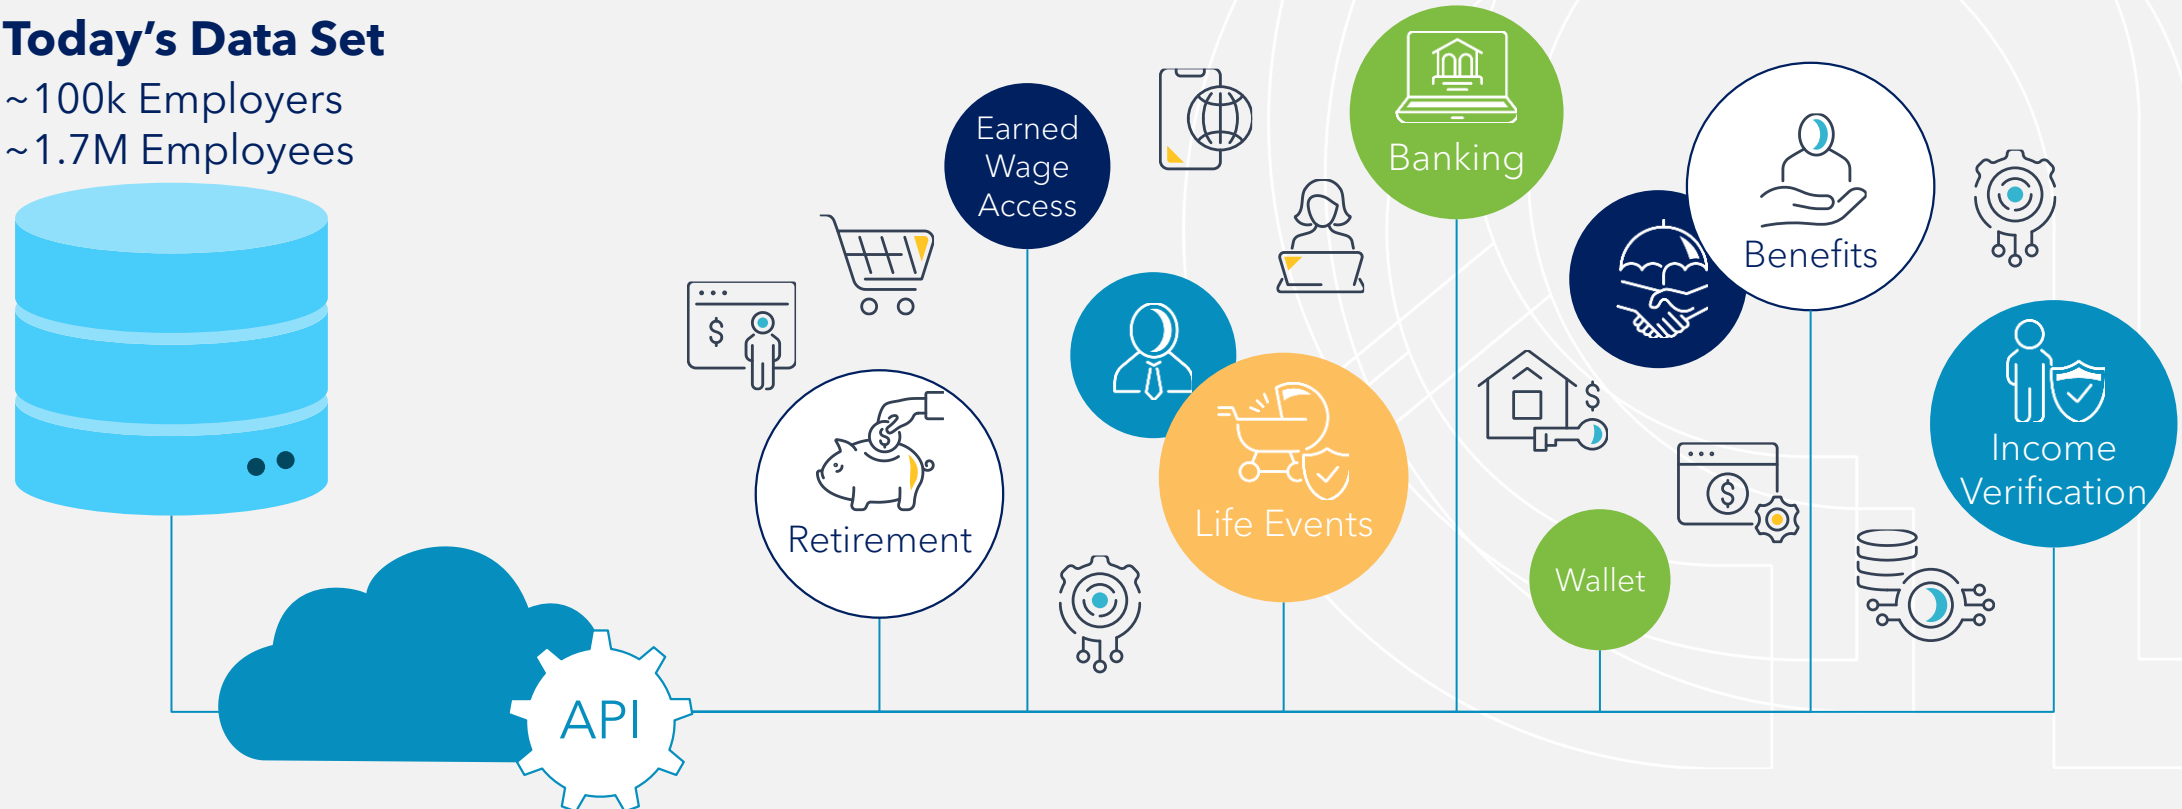 Today's Data Set
~100k Employers
~1.7M Employees
Earned
Wage
Access
Banking
Benefits
$
$
Retirement
Life Events
$
$
Income
Verification
Wallet
API